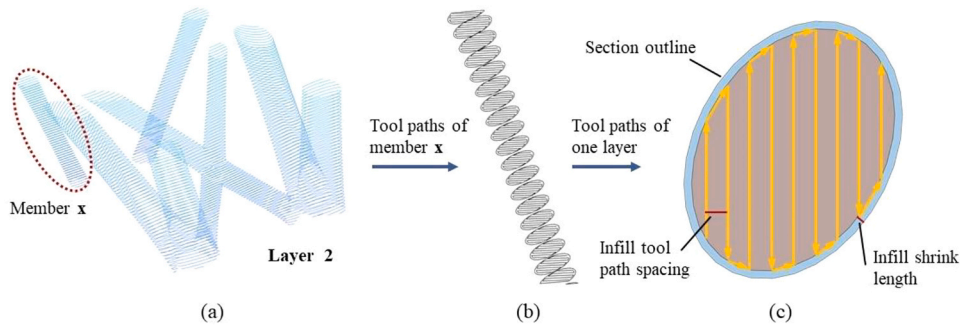 Member x
Layer 2
(a)
Tool paths of
member x
(b)
Tool paths of
one layer
Section outline
Infill tool
path spacing
Infill shrink
length
(c)